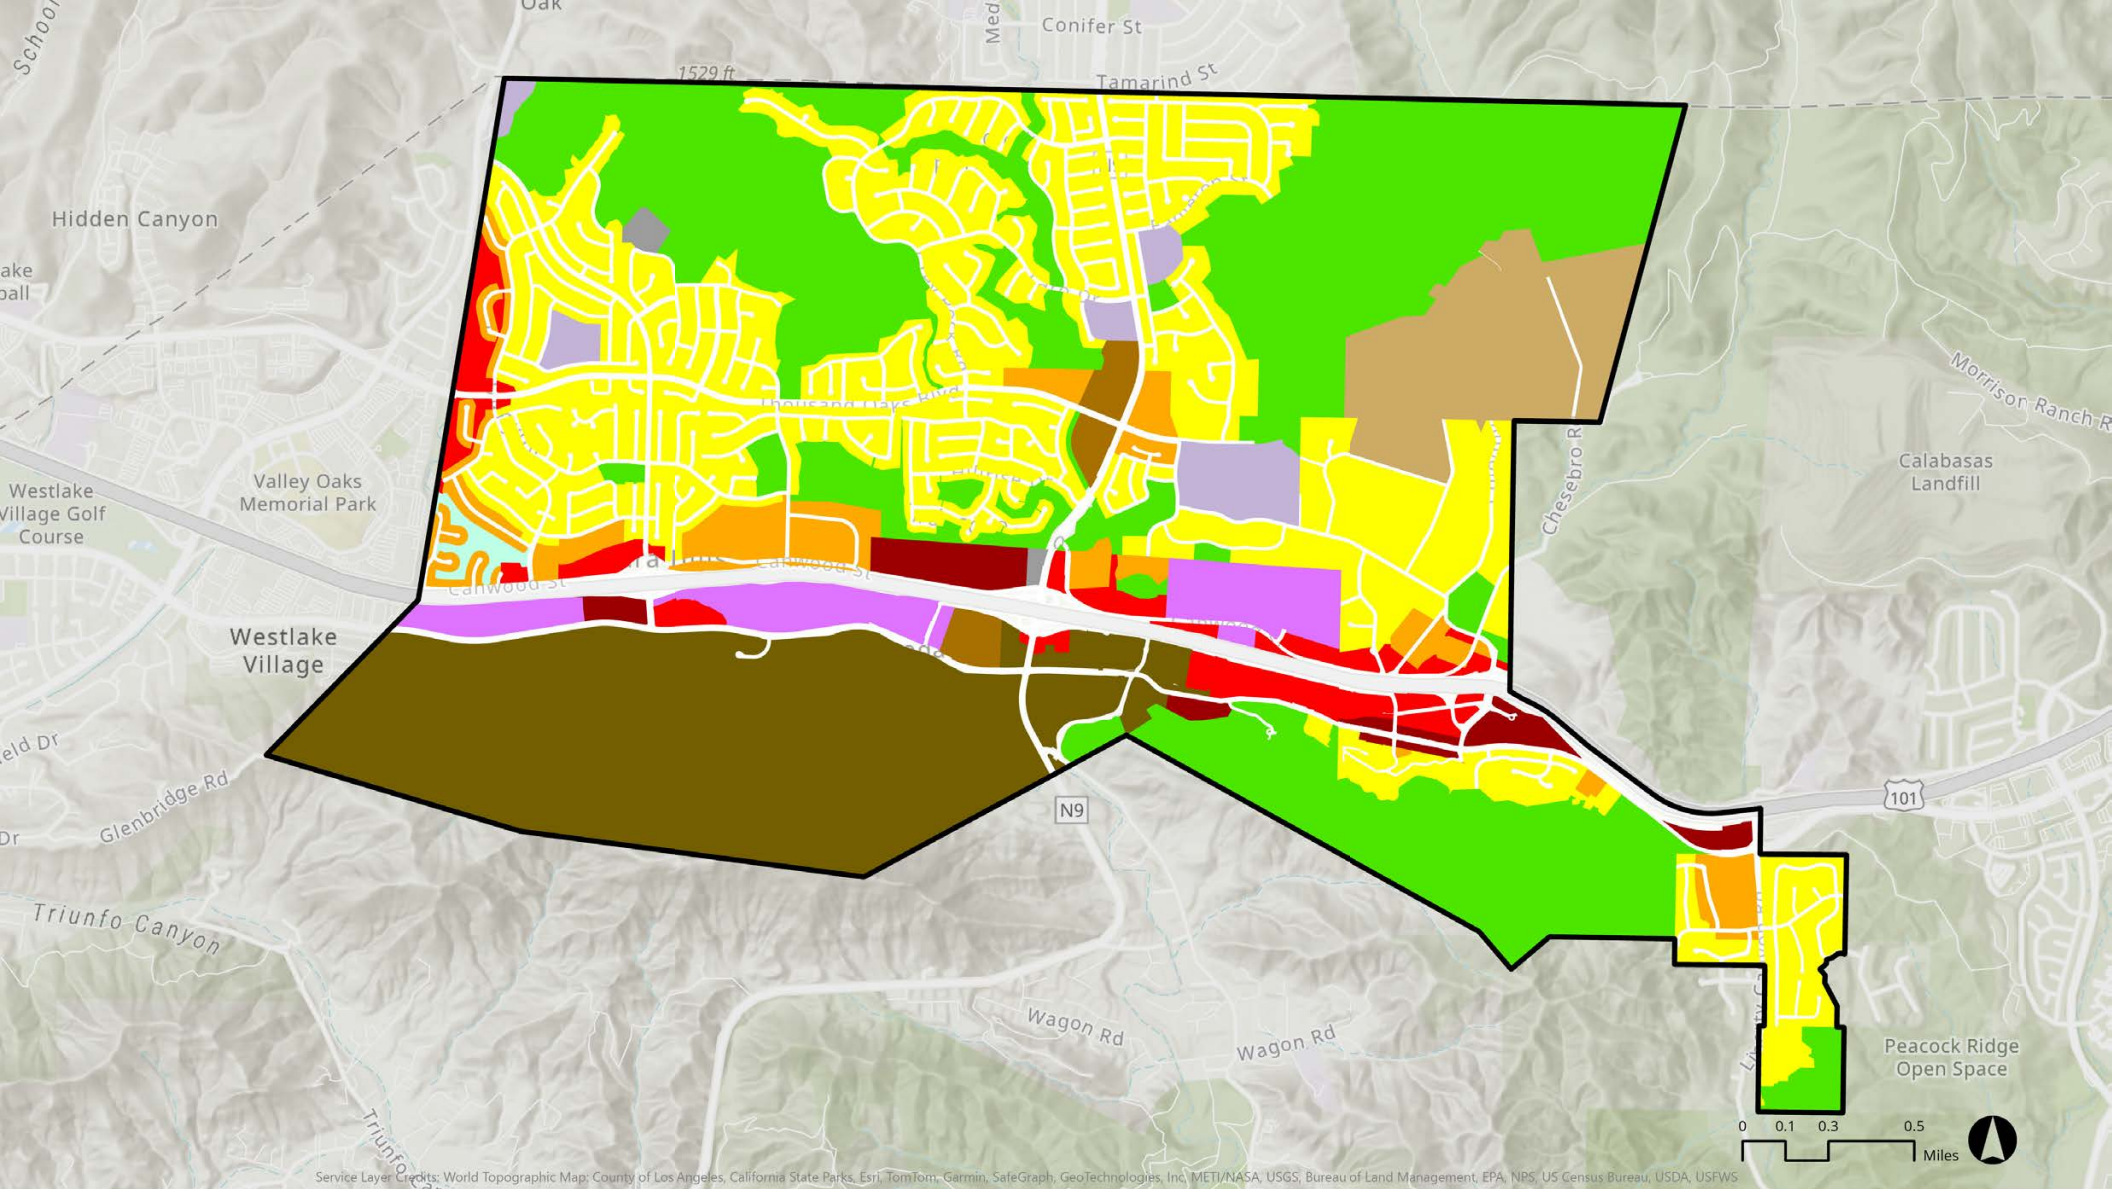 Oak
Conifer St
Tamarind St
1529 ft
School
Med
Hidden Canyon
Thousand Oaks Blvd
Morrison Ranch R
Valley Oaks
Memorial Park
Westlake
Village Golf
Course
Calabasas
Landfill
Chesebro R
Canwood St
Canwood St
Westlake
Village
101
N9
Glenbridge Rd
Dr
Triunfo Canyon
Wagon Rd
Wagon Rd
Peacock Ridge
Open Space
0 0.1 0.3 0.5
Miles
Service Layer Credits: World Topographic Map: County of Los Angeles, California State Parks, Esri, TomTom, Garmin, SafeGraph, GeoTechnologies, Inc, METI/NASA, USGS, Bureau of Land Management, EPA, NPS, US Census Bureau, USDA, USFWS